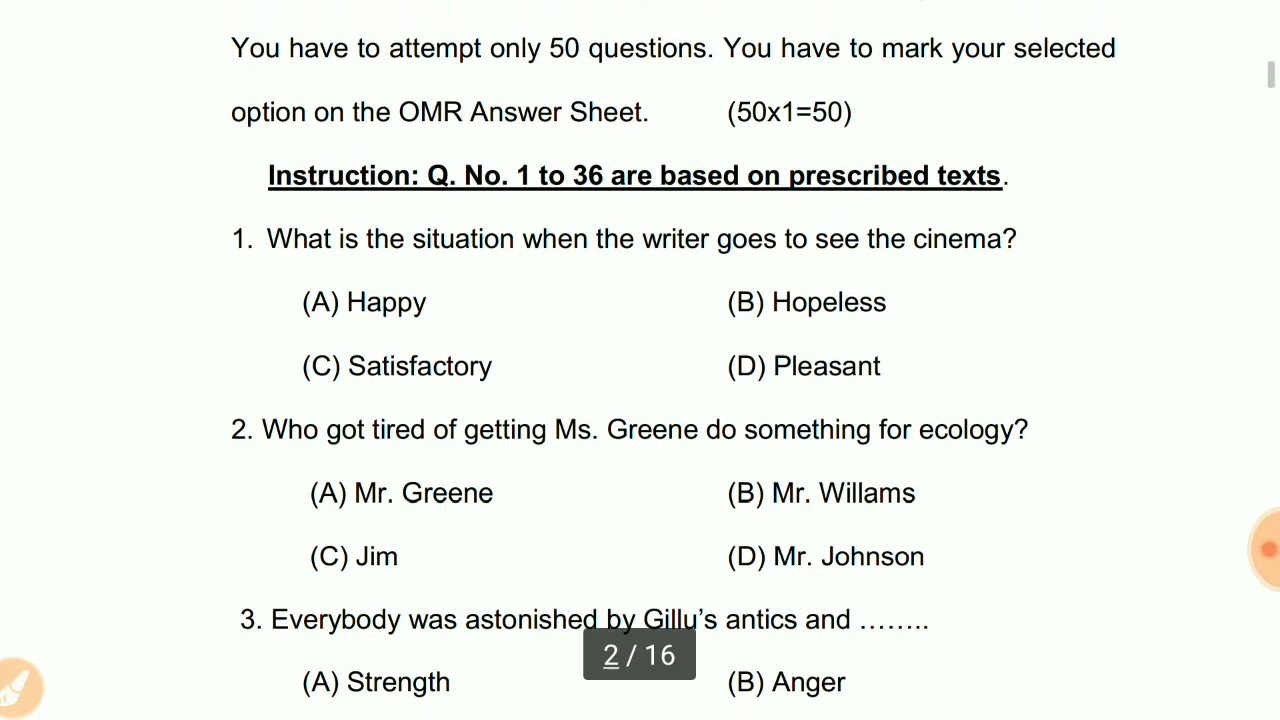 You have to attempt only 50 questions. You have to mark your selected
option on the OMR Answer Sheet. (50x1=50)
Instruction: Q. No. 1 to 36 are based on prescribed texts.
1. What is the situation when the writer goes to see the cinema?
(A) Happy (B) Hopeless
(C) Satisfactory (D) Pleasant
2. Who got tired of getting Ms. Greene do something for ecology?
(A) Mr. Greene (B) Mr. Willams
(C) Jim (D) Mr. Johnson
3. Everybody was astonished by Gillu’s antics and ……..
2 / 16
(A) Strength (B) Anger